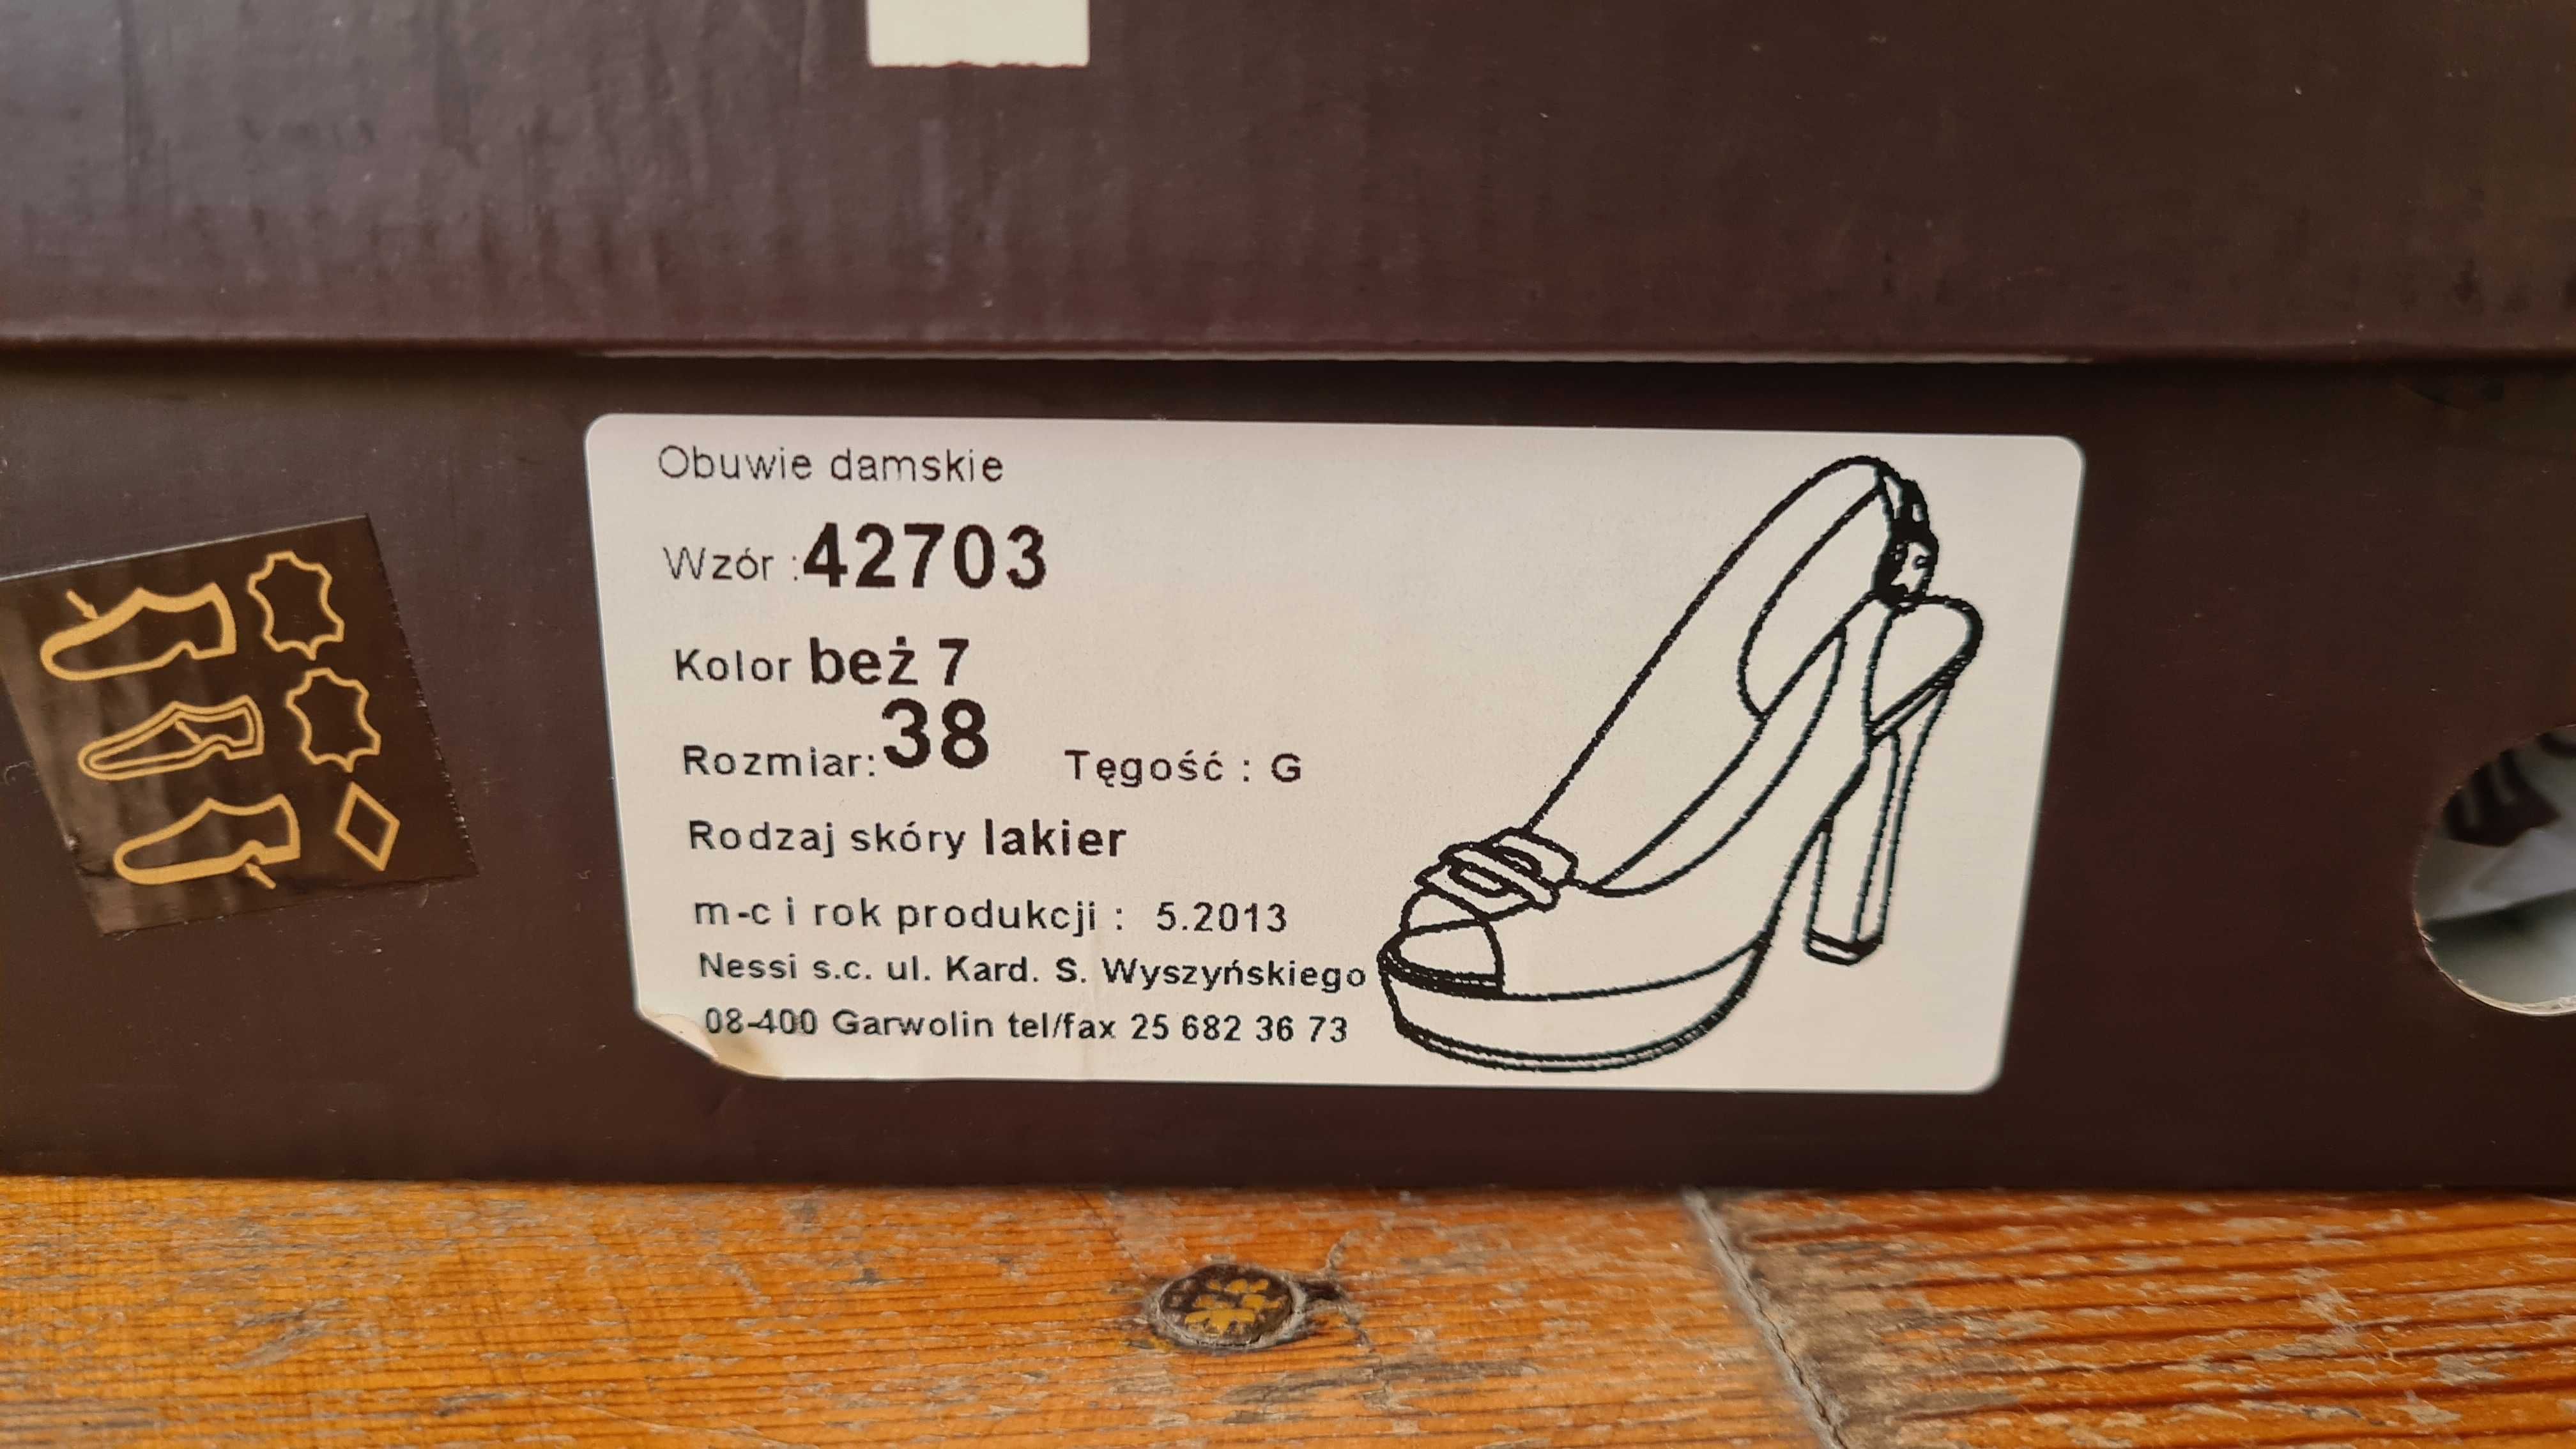 Obuwie damskie
Wzór :42703
Kolor beż 7
Rozmiar:38 Tęgość : G
Rodzaj skóry lakier
m-c i rok produkcji : 5.2013
Nessi s.c. ul. Kard. S. Wyszyńskiego
08-400 Garwolin tel/fax 25 682 36 73